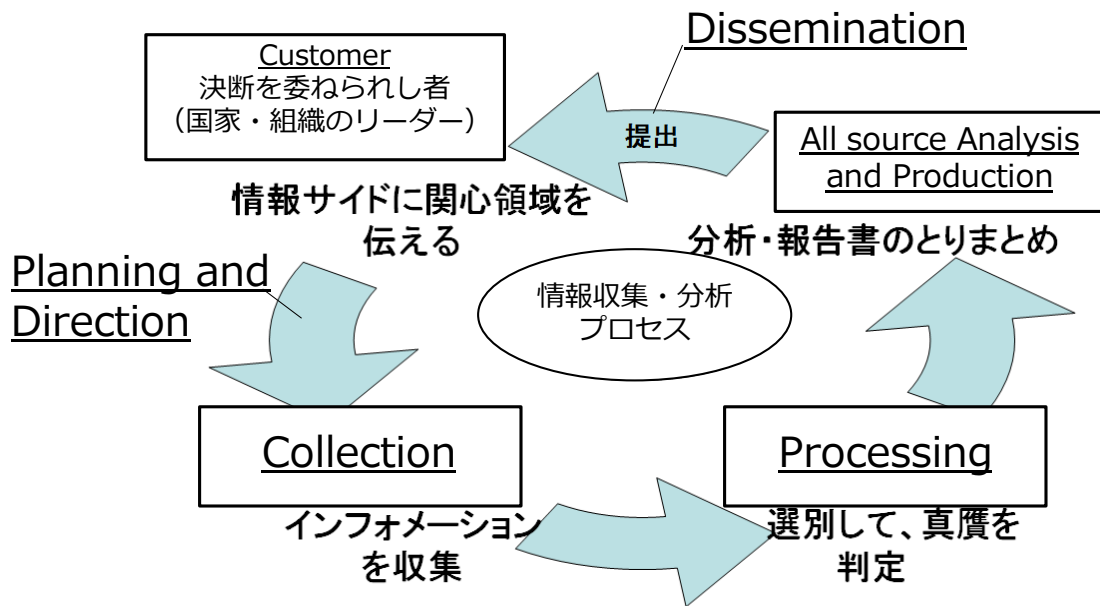 Dissemination
Customer
決断を委ねられし者
（国家・組織のリーダー）
提出
All source Analysis
and Production
情報サイドに関心領域を
伝える
分析・報告書のとりまとめ
Planning and
Direction
情報収集・分析
プロセス
Collection
Processing
インフォメーション
を収集
選別して、真贋を
判定